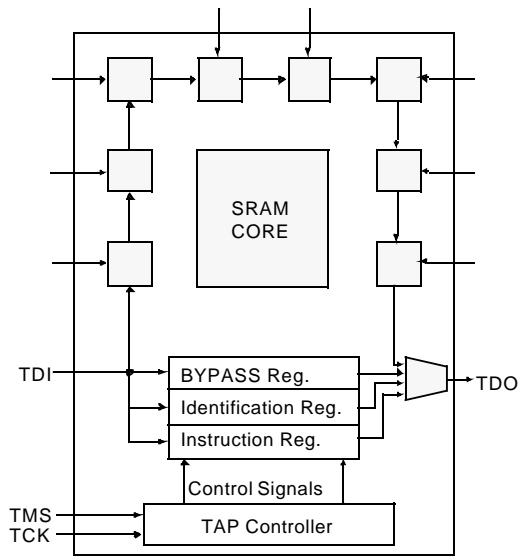 SRAM
CORE
TDI
BYPASS Reg.
TDO
Identification Reg.
Instruction Reg.
Control Signals
TMS
TCK
TAP Controller